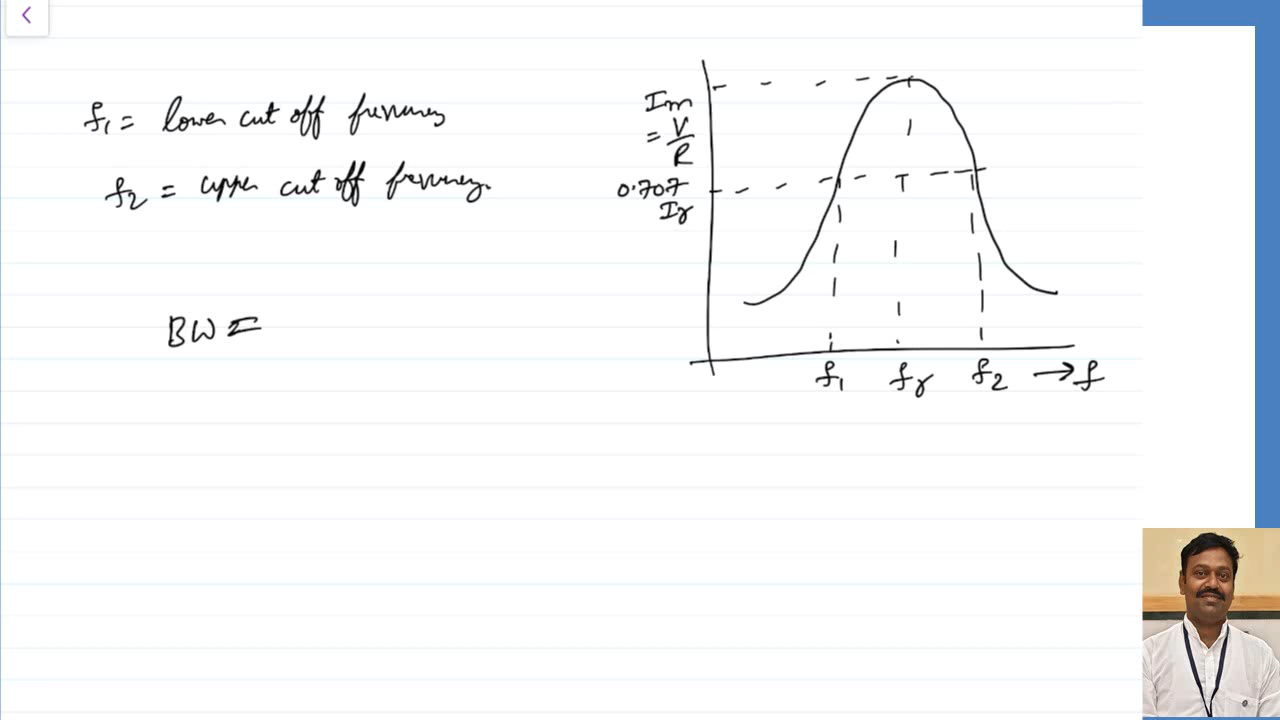 f₁ = lower cut off frequency
f₂ = upper cut off frequency.
BW =
Im
= V/R
0.707
Ir
f₁ fr f₂ → f